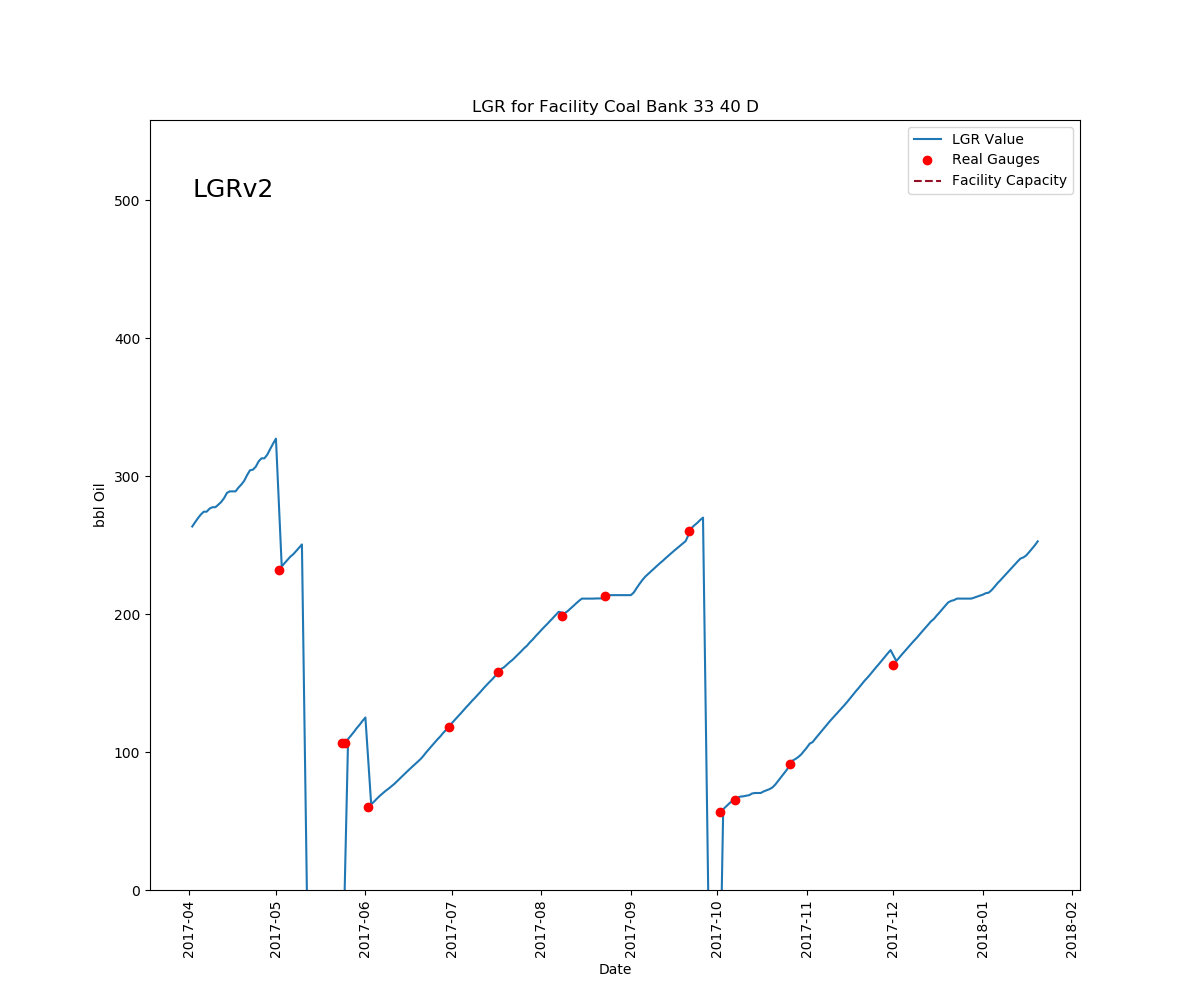 LGR for Facility Coal Bank 33 40 D
LGR Value
Real Gauges
Facility Capacity
LGRv2
bbl Oil
500
400
300
200
100
0
2017-04
2017-05
2017-06
2017-07
2017-08
2017-09
2017-10
2017-11
2017-12
2018-01
2018-02
Date